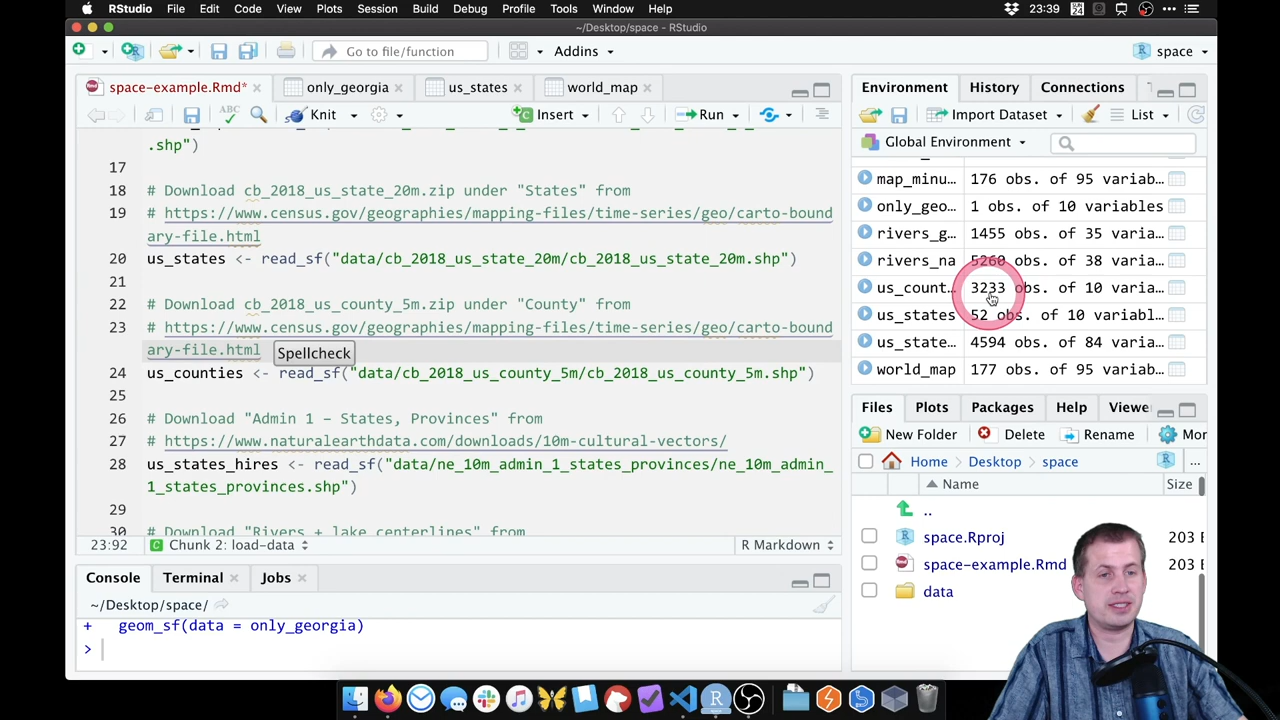 RStudio File Edit Code View Plots Session Build Debug Profile Tools Window Help 23:39
~/Desktop/space - RStudio
Go to file/function Addins space
space-example.Rmd* only_georgia us_states world_map
Knit Insert Run
.shp")
17
18 # Download cb_2018_us_state_20m.zip under "States" from
19 # https://www.census.gov/geographies/mapping-files/time-series/geo/carto-bound
ary-file.html
20 us_states <- read_sf("data/cb_2018_us_state_20m/cb_2018_us_state_20m.shp")
21
22 # Download cb_2018_us_county_5m.zip under "County" from
23 # https://www.census.gov/geographies/mapping-files/time-series/geo/carto-bound
ary-file.html Spellcheck
24 us_counties <- read_sf("data/cb_2018_us_county_5m/cb_2018_us_county_5m.shp")
25
26 # Download "Admin 1 – States, Provinces" from
27 # https://www.naturalearthdata.com/downloads/10m-cultural-vectors/
28 us_states_hires <- read_sf("data/ne_10m_admin_1_states_provinces/ne_10m_admin_
1_states_provinces.shp")
29
30 # Download "Rivers + lake centerlines" from
23:92 Chunk 2: load-data R Markdown
Console Terminal Jobs
~/Desktop/space/
+ geom_sf(data = only_georgia)
>
Environment History Connections
Import Dataset List
Global Environment
map_minu… 176 obs. of 95 variab…
only_geo… 1 obs. of 10 variables
rivers_g… 1455 obs. of 35 varia…
rivers_na 5260 obs. of 38 varia…
us_count… 3233 obs. of 10 varia…
us_states 52 obs. of 10 variabl…
us_state… 4594 obs. of 84 varia…
world_map 177 obs. of 95 variab…
Files Plots Packages Help Viewe
New Folder Delete Rename Mor
Home Desktop space ...
Name Size
..
space.Rproj 203
space-example.Rmd 203
data